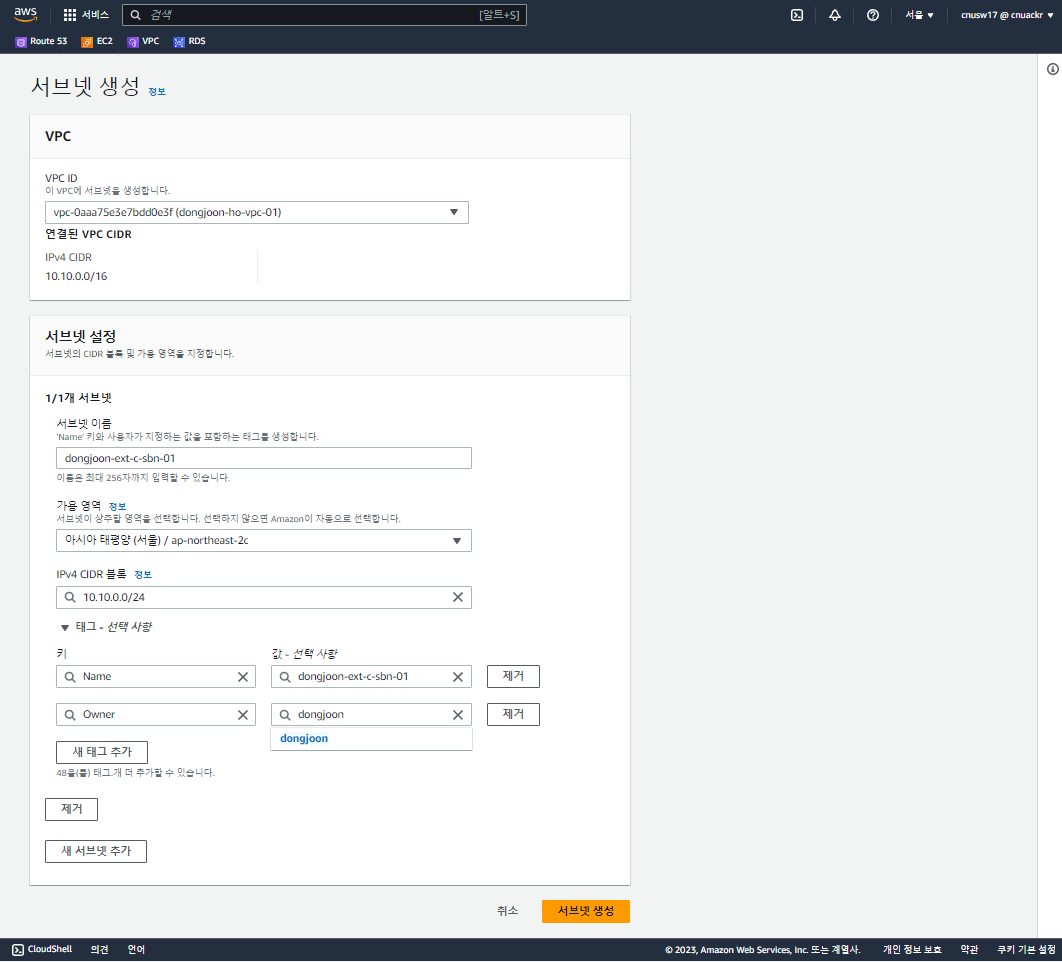 aws 서비스 검색 [알트+S] 서울 ▼ cnusw17 @ cnuackr ▼
Route 53 EC2 VPC RDS
서브넷 생성 정보
VPC
VPC ID
이 VPC에 서브넷을 생성합니다.
vpc-0aaa75e3e7bdd0e3f (dongjoon-ho-vpc-01)
연결된 VPC CIDR
IPv4 CIDR
10.10.0.0/16
서브넷 설정
서브넷의 CIDR 블록 및 가용 영역을 지정합니다.
1/1개 서브넷
서브넷 이름
'Name' 키와 사용자가 지정하는 값을 포함하는 태그를 생성합니다.
dongjoon-ext-c-sbn-01
이름은 최대 256자까지 입력할 수 있습니다.
가용 영역 정보
서브넷이 상주할 영역을 선택합니다. 선택하지 않으면 Amazon이 자동으로 선택합니다.
아시아 태평양 (서울) / ap-northeast-2c
IPv4 CIDR 블록 정보
10.10.0.0/24
▼ 태그 - 선택 사항
키 값 - 선택 사항
Name dongjoon-ext-c-sbn-01 제거
Owner dongjoon 제거
dongjoon
새 태그 추가
48을(를) 태그.개 더 추가할 수 있습니다.
제거
새 서브넷 추가
취소 서브넷 생성
CloudShell 의견 언어 © 2023, Amazon Web Services, Inc. 또는 계열사. 개인 정보 보호 약관 쿠키 기본 설정